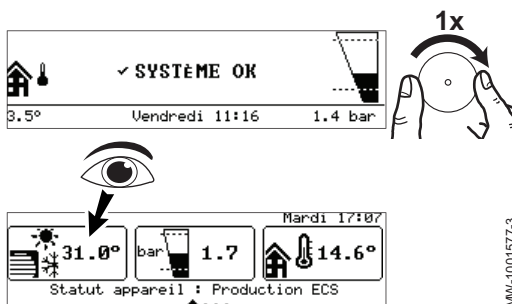 1x
✓ SYSTèME OK
3.5° Vendredi 11:16 1.4 bar
Mardi 17:07
31.0° bar 1.7 14.6°
Statut appareil : Production ECS
MW-1001577-3